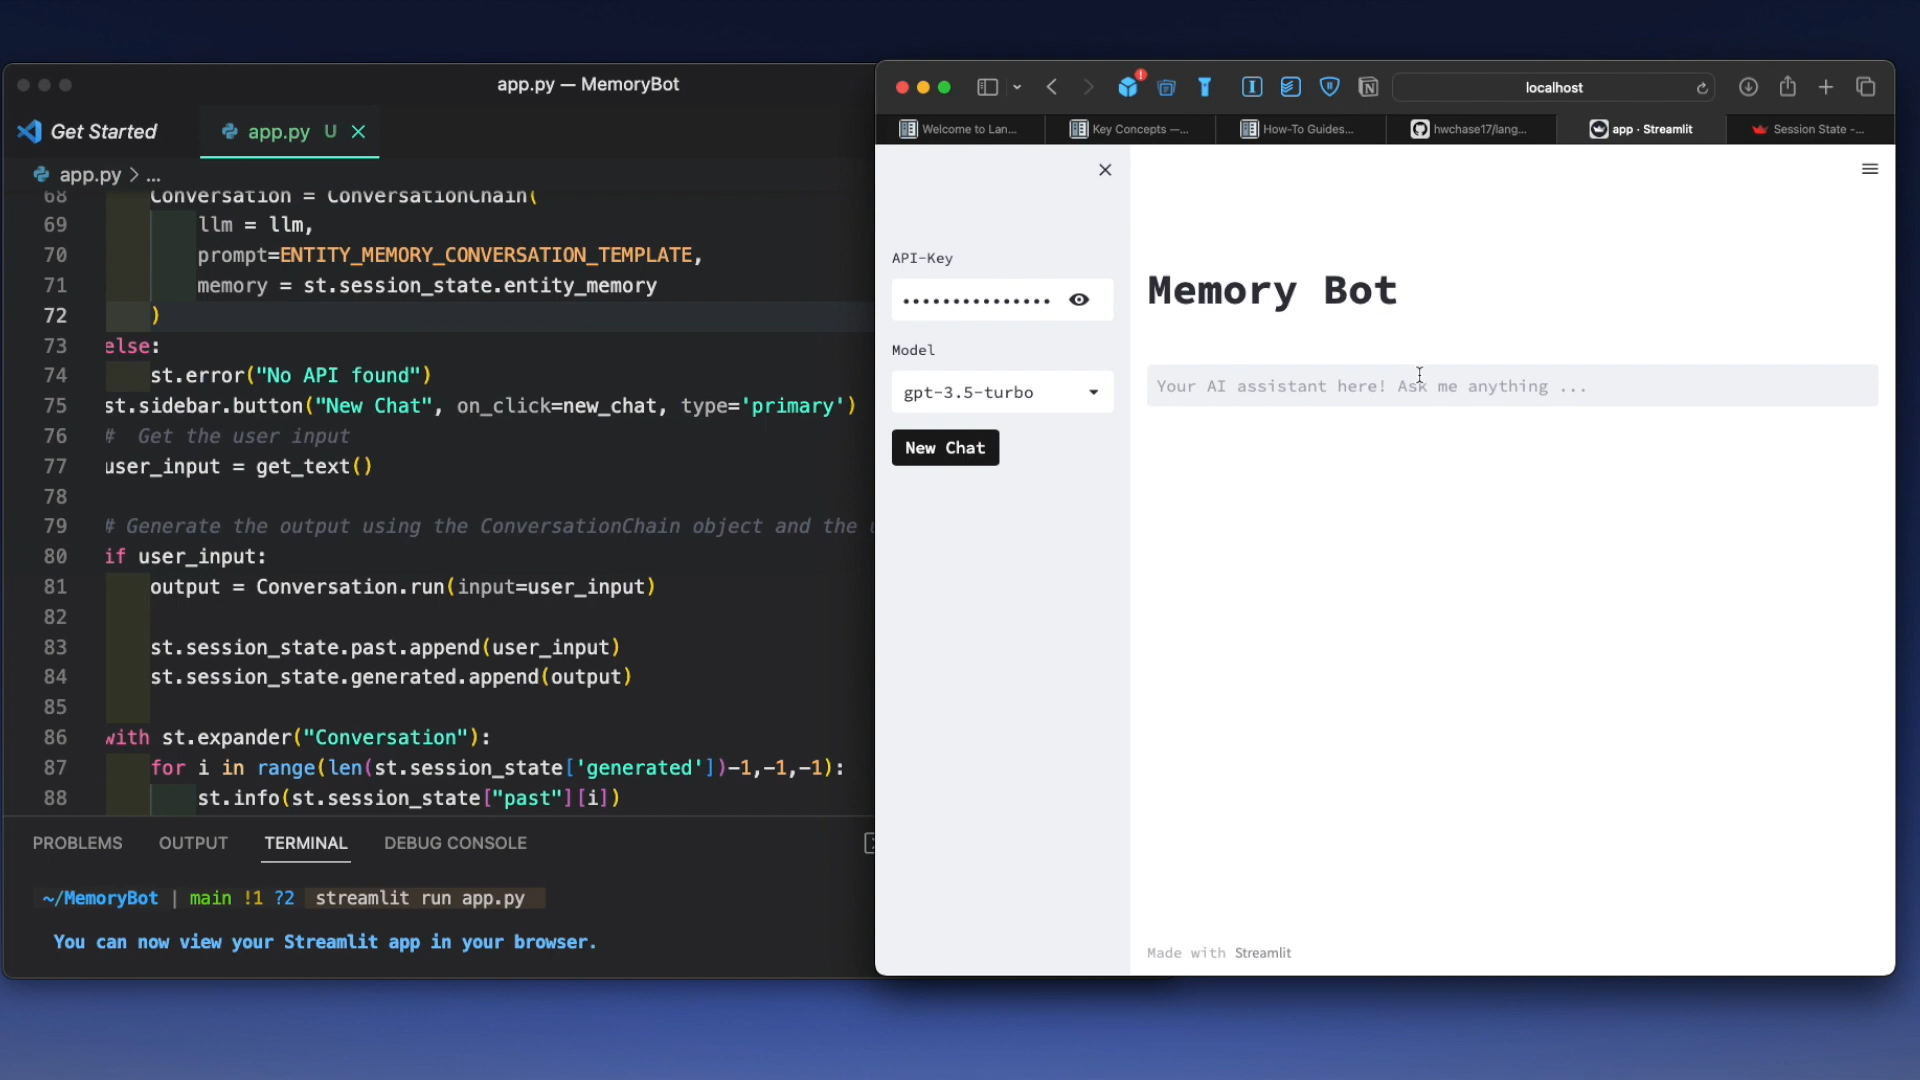 app.py — MemoryBot
Get Started
app.py U
app.py > ...
68 Conversation = ConversationChain(
69 llm = llm,
70 prompt=ENTITY_MEMORY_CONVERSATION_TEMPLATE,
71 memory = st.session_state.entity_memory
72 )
73 else:
74 st.error("No API found")
75 st.sidebar.button("New Chat", on_click=new_chat, type='primary')
76 # Get the user input
77 user_input = get_text()
78
79 # Generate the output using the ConversationChain object and the
80 if user_input:
81 output = Conversation.run(input=user_input)
82
83 st.session_state.past.append(user_input)
84 st.session_state.generated.append(output)
85
86 with st.expander("Conversation"):
87 for i in range(len(st.session_state['generated'])-1,-1,-1):
88 st.info(st.session_state["past"][i])
PROBLEMS OUTPUT TERMINAL DEBUG CONSOLE
~/MemoryBot | main !1 ?2 streamlit run app.py
You can now view your Streamlit app in your browser.
localhost
Welcome to Lan... Key Concepts —... How-To Guides... hwchase17/lang... app · Streamlit Session State -...
API-Key
Model
gpt-3.5-turbo
New Chat
Memory Bot
Your AI assistant here! Ask me anything ...
Made with Streamlit